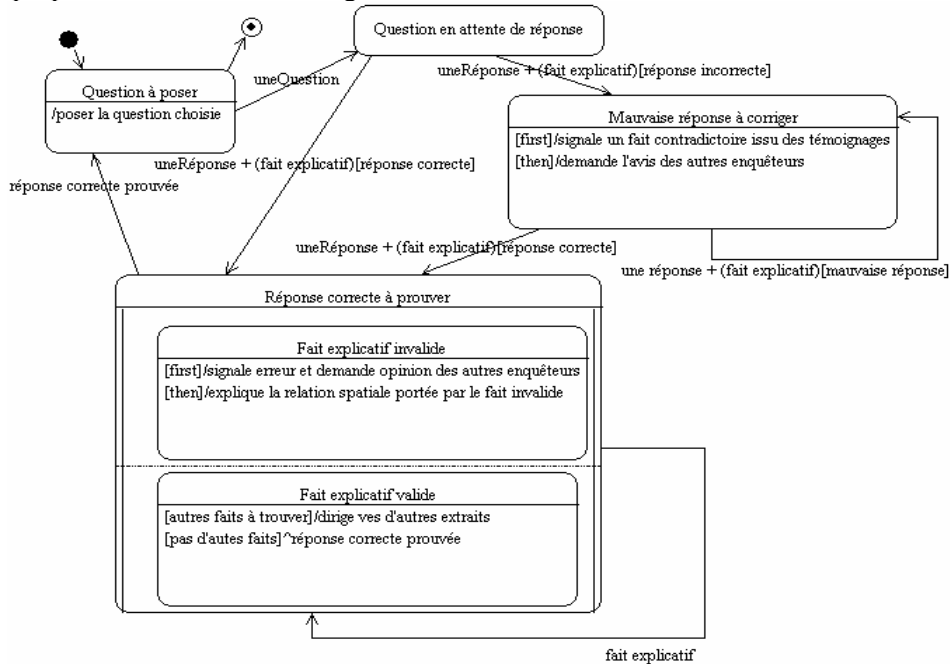 Question en attente de réponse
uneQuestion
uneRéponse + (fait explicatif)[réponse incorrecte]
Question à poser
/poser la question choisie
Mauvaise réponse à corriger
[first]/signale un fait contradictoire issu des témoignages
[then]/demande l'avis des autres enquêteurs
uneRéponse + (fait explicatif)[réponse correcte]
réponse correcte prouvée
uneRéponse + (fait explicatif)[réponse correcte]
une réponse + (fait explicatif)[mauvaise réponse]
Réponse correcte à prouver
Fait explicatif invalide
[first]/signale erreur et demande opinion des autres enquêteurs
[then]/explique la relation spatiale portée par le fait invalide
Fait explicatif valide
[autres faits à trouver]/dirige ves d'autres extraits
[pas d'autes faits]^réponse correcte prouvée
fait explicatif